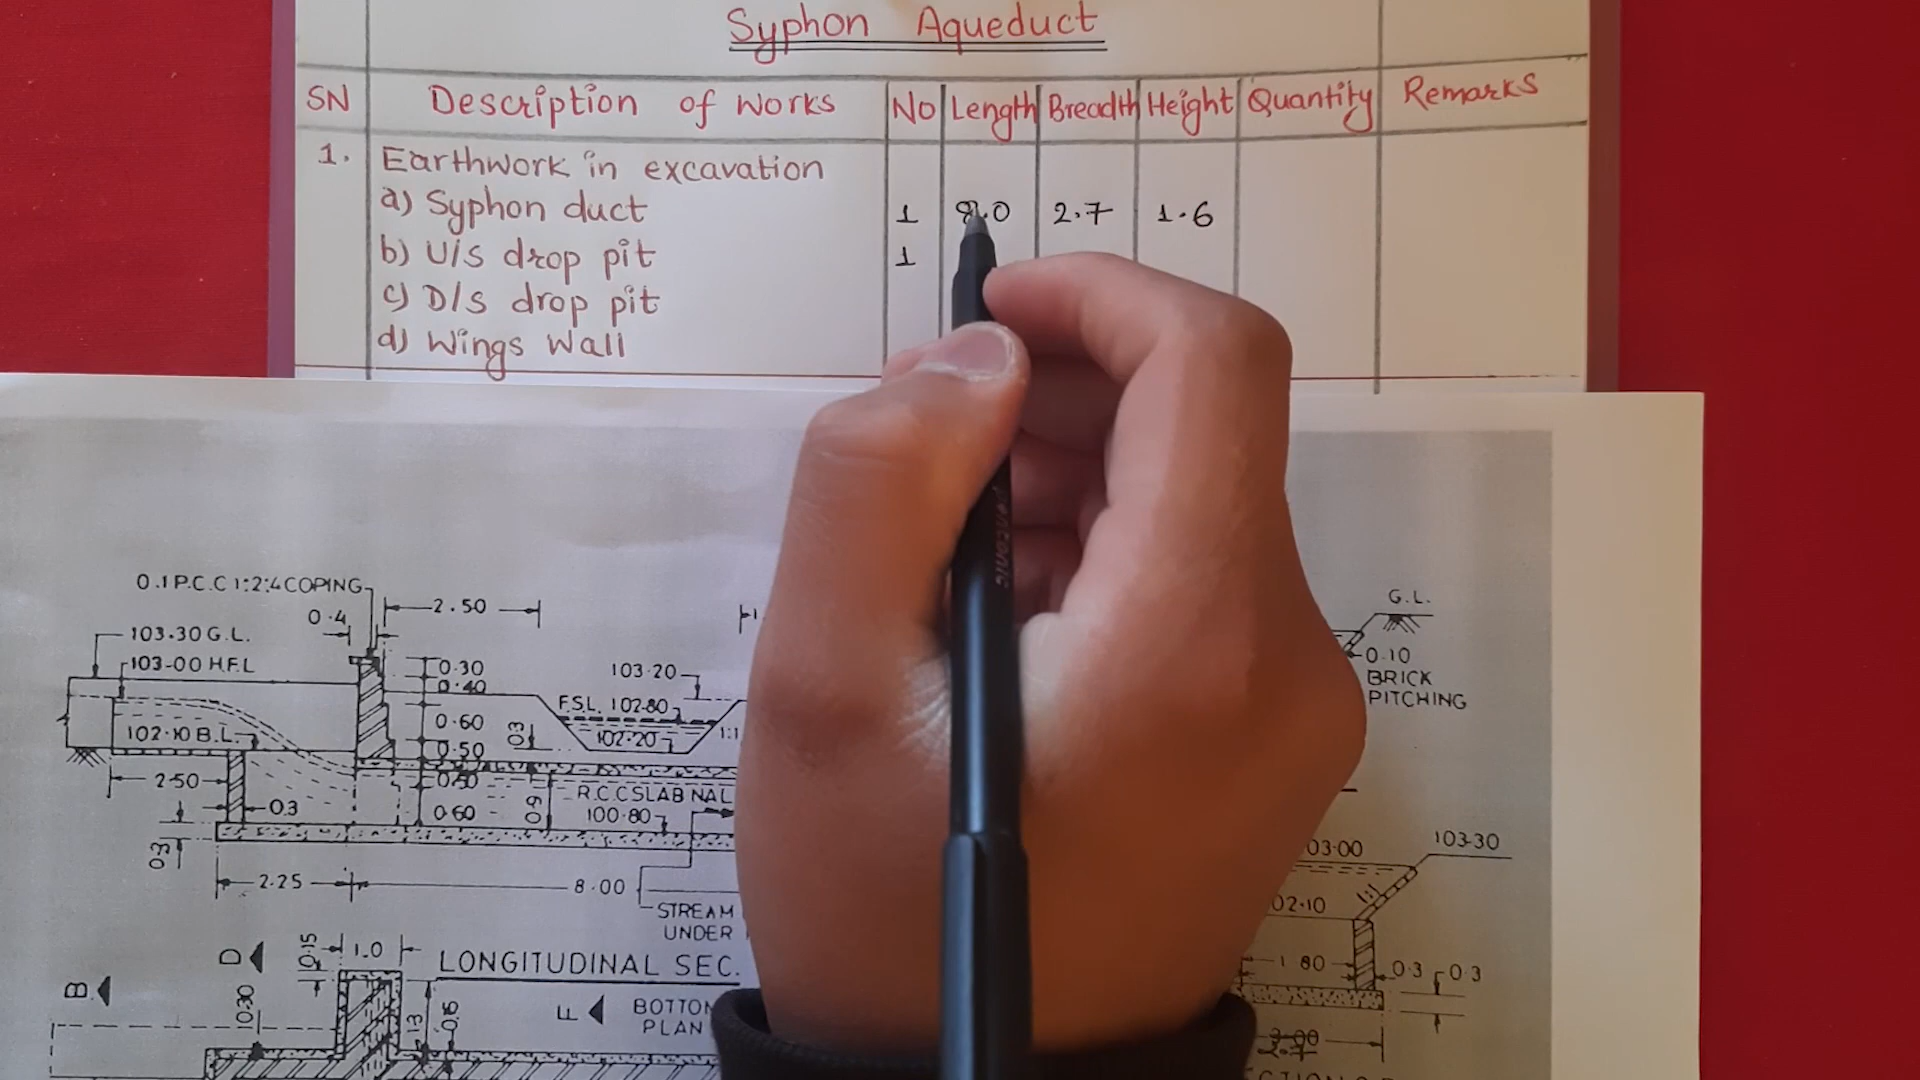 Syphon Aqueduct
SN Description of Works No Length Breadth Height Quantity Remarks
1. Earthwork in excavation
a) Syphon duct 1 8.0 2.7 1.6
b) U/S drop pit 1
c) D/S drop pit
d) Wings Wall
0.1 P.C.C 1:2:4 COPING
0.4
2.50
103.30 G.L.
103.00 H.F.L
0.30
0.40
103.20
F.S.L. 102.80
0.60
0.3
102.10 B.L.
102.20
1:1
0.50
2.50
R.C.C SLAB
0.3
0.60
0.9
100.80
0.3
2.25
8.00
STREAM
UNDER
LONGITUDINAL SEC.
D
0.15
1.0
B
0.30
1.3
0.15
F
BOTTOM
PLAN
G.L.
0.10
BRICK
PITCHING
103.30
1:1
1.80
0.3
0.3
3.00
2.7